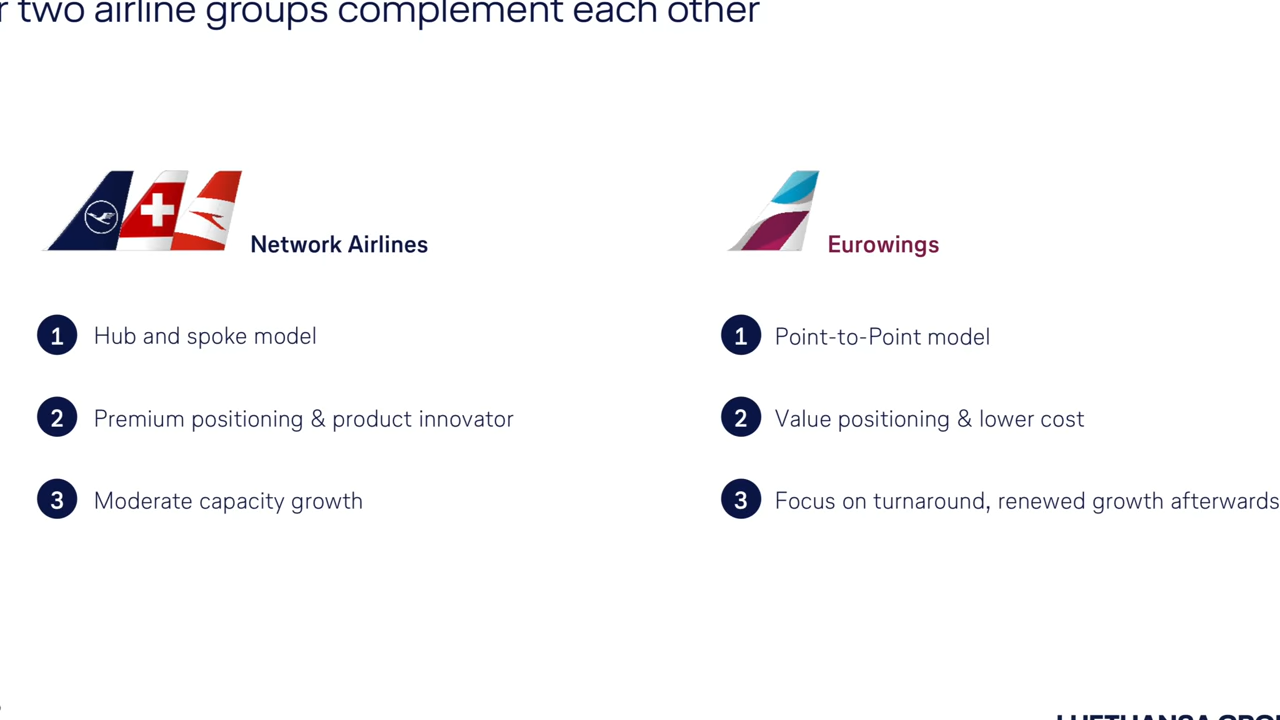 two airline groups complement each other
Network Airlines
1 Hub and spoke model
2 Premium positioning & product innovator
3 Moderate capacity growth
Eurowings
1 Point-to-Point model
2 Value positioning & lower cost
3 Focus on turnaround, renewed growth afterwards
LUFTHANSA